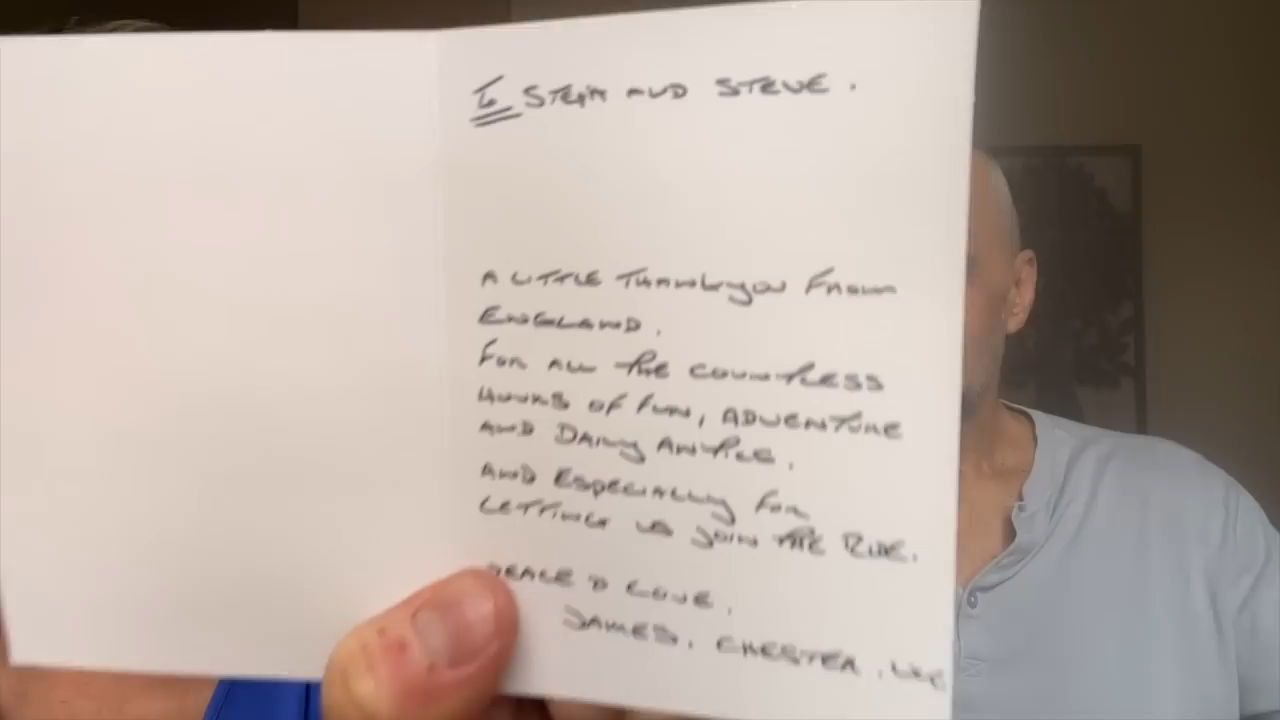 To STEIN AND STEVE.
A LITTLE THANKyou FROM
ENGLAND.
FOR ALL THE COUNTLESS
HOURS OF FUN, ADVENTURE
AND DAILY ANTICS.
AND ESPECIALLY FOR
LETTING US JOIN THE RIDE.
PEACE & LOVE.
JAMES. CHESTER. UK